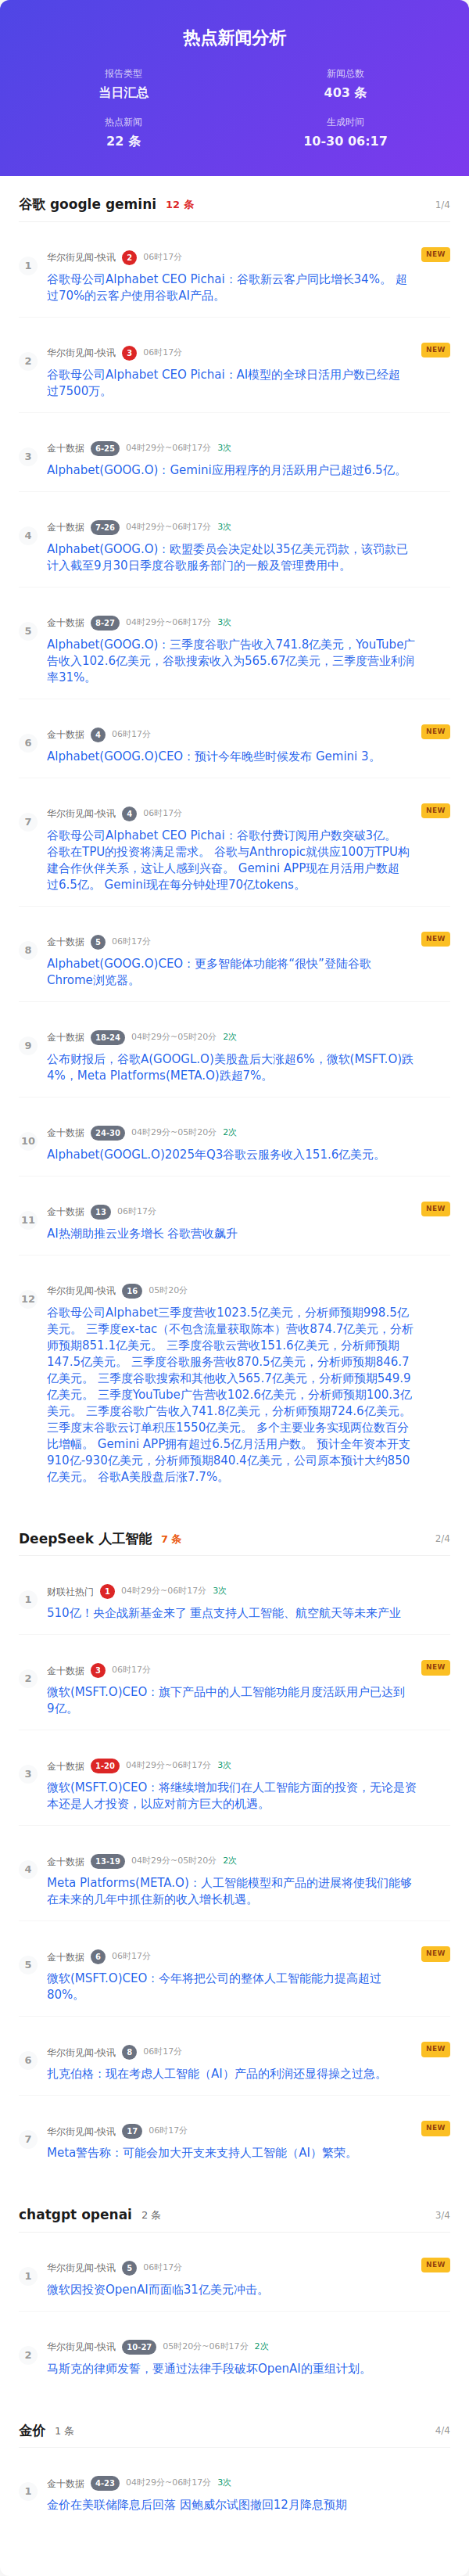 热点新闻分析
报告类型
当日汇总
新闻总数
403 条
热点新闻
22 条
生成时间
10-30 06:17
谷歌 google gemini 12 条 1/4
1 华尔街见闻-快讯 2 06时17分 NEW
谷歌母公司Alphabet CEO Pichai：谷歌新云客户同比增长34%。 超
过70%的云客户使用谷歌AI产品。
2 华尔街见闻-快讯 3 06时17分 NEW
谷歌母公司Alphabet CEO Pichai：AI模型的全球日活用户数已经超
过7500万。
3 金十数据 6-25 04时29分~06时17分 3次
Alphabet(GOOG.O)：Gemini应用程序的月活跃用户已超过6.5亿。
4 金十数据 7-26 04时29分~06时17分 3次
Alphabet(GOOG.O)：欧盟委员会决定处以35亿美元罚款，该罚款已
计入截至9月30日季度谷歌服务部门的一般及管理费用中。
5 金十数据 8-27 04时29分~06时17分 3次
Alphabet(GOOG.O)：三季度谷歌广告收入741.8亿美元，YouTube广
告收入102.6亿美元，谷歌搜索收入为565.67亿美元，三季度营业利润
率31%。
6 金十数据 4 06时17分 NEW
Alphabet(GOOG.O)CEO：预计今年晚些时候发布 Gemini 3。
7 华尔街见闻-快讯 4 06时17分 NEW
谷歌母公司Alphabet CEO Pichai：谷歌付费订阅用户数突破3亿。
谷歌在TPU的投资将满足需求。 谷歌与Anthropic就供应100万TPU构
建合作伙伴关系，这让人感到兴奋。 Gemini APP现在月活用户数超
过6.5亿。 Gemini现在每分钟处理70亿tokens。
8 金十数据 5 06时17分 NEW
Alphabet(GOOG.O)CEO：更多智能体功能将“很快”登陆谷歌
Chrome浏览器。
9 金十数据 18-24 04时29分~05时20分 2次
公布财报后，谷歌A(GOOGL.O)美股盘后大涨超6%，微软(MSFT.O)跌
4%，Meta Platforms(META.O)跌超7%。
10 金十数据 24-30 04时29分~05时20分 2次
Alphabet(GOOGL.O)2025年Q3谷歌云服务收入151.6亿美元。
11 金十数据 13 06时17分 NEW
AI热潮助推云业务增长 谷歌营收飙升
12 华尔街见闻-快讯 16 05时20分
谷歌母公司Alphabet三季度营收1023.5亿美元，分析师预期998.5亿
美元。 三季度ex-tac（不包含流量获取陈本）营收874.7亿美元，分析
师预期851.1亿美元。 三季度谷歌云营收151.6亿美元，分析师预期
147.5亿美元。 三季度谷歌服务营收870.5亿美元，分析师预期846.7
亿美元。 三季度谷歌搜索和其他收入565.7亿美元，分析师预期549.9
亿美元。 三季度YouTube广告营收102.6亿美元，分析师预期100.3亿
美元。 三季度谷歌广告收入741.8亿美元，分析师预期724.6亿美元。
三季度末谷歌云订单积压1550亿美元。 多个主要业务实现两位数百分
比增幅。 Gemini APP拥有超过6.5亿月活用户数。 预计全年资本开支
910亿-930亿美元，分析师预期840.4亿美元，公司原本预计大约850
亿美元。 谷歌A美股盘后涨7.7%。
DeepSeek 人工智能 7 条 2/4
1 财联社热门 1 04时29分~06时17分 3次
510亿！央企战新基金来了 重点支持人工智能、航空航天等未来产业
2 金十数据 3 06时17分 NEW
微软(MSFT.O)CEO：旗下产品中的人工智能功能月度活跃用户已达到
9亿。
3 金十数据 1-20 04时29分~06时17分 3次
微软(MSFT.O)CEO：将继续增加我们在人工智能方面的投资，无论是资
本还是人才投资，以应对前方巨大的机遇。
4 金十数据 13-19 04时29分~05时20分 2次
Meta Platforms(META.O)：人工智能模型和产品的进展将使我们能够
在未来的几年中抓住新的收入增长机遇。
5 金十数据 6 06时17分 NEW
微软(MSFT.O)CEO：今年将把公司的整体人工智能能力提高超过
80%。
6 华尔街见闻-快讯 8 06时17分 NEW
扎克伯格：现在考虑人工智能（AI）产品的利润还显得操之过急。
7 华尔街见闻-快讯 17 06时17分 NEW
Meta警告称：可能会加大开支来支持人工智能（AI）繁荣。
chatgpt openai 2 条 3/4
1 华尔街见闻-快讯 5 06时17分 NEW
微软因投资OpenAI而面临31亿美元冲击。
2 华尔街见闻-快讯 10-27 05时20分~06时17分 2次
马斯克的律师发誓，要通过法律手段破坏OpenAI的重组计划。
金价 1 条 4/4
1 金十数据 4-23 04时29分~06时17分 3次
金价在美联储降息后回落 因鲍威尔试图撤回12月降息预期